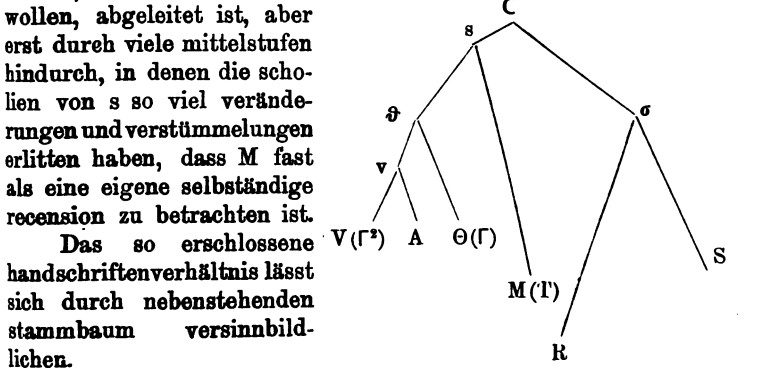 wollen, abgeleitet ist, aber
erst durch viele mittelstufen
hindurch, in denen die scho-
lien von s so viel verände-
rungen und verstümmelungen
erlitten haben, dass M fast
als eine eigene selbständige
recension zu betrachten ist.
Das so erschlossene
handschriftenverhältnis lässt
sich durch nebenstehenden
stammbaum versinnbild-
lichen.
C
s
ϑ
σ
v
V(Γ²) A Θ(Γ)
S
M(Γ)
R